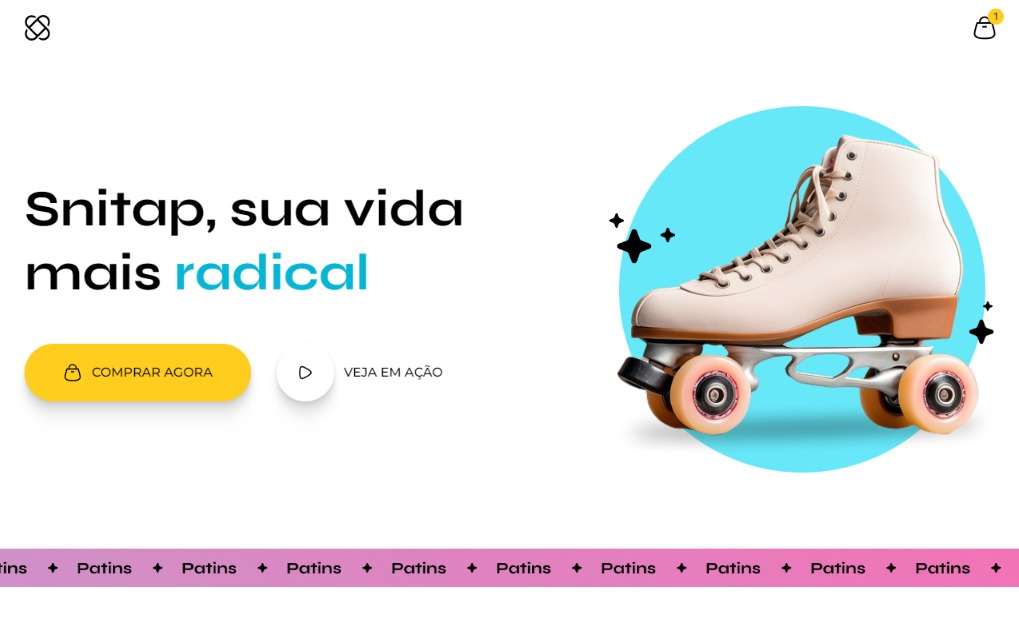 1
Snitap, sua vida
mais radical
COMPRAR AGORA
VEJA EM AÇÃO
tins ✦ Patins ✦ Patins ✦ Patins ✦ Patins ✦ Patins ✦ Patins ✦ Patins ✦ Patins ✦ Patins ✦